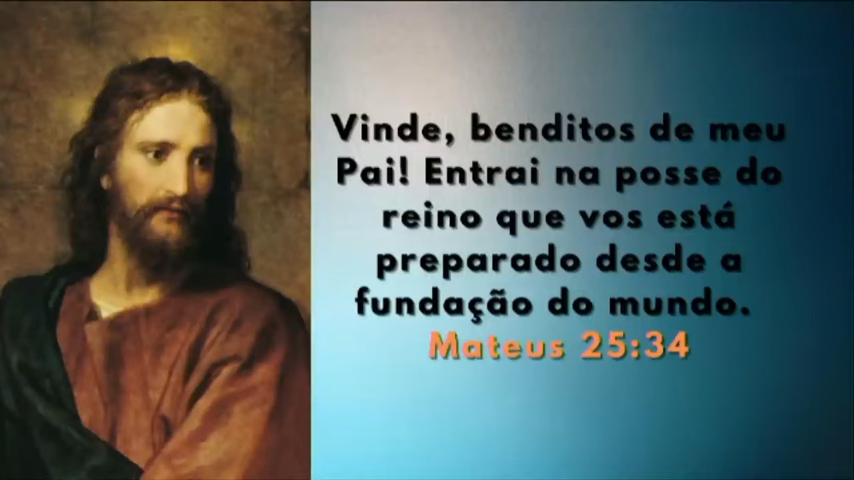 Vinde, benditos de meu
Pai! Entrai na posse do
reino que vos está
preparado desde a
fundação do mundo.
Mateus 25:34